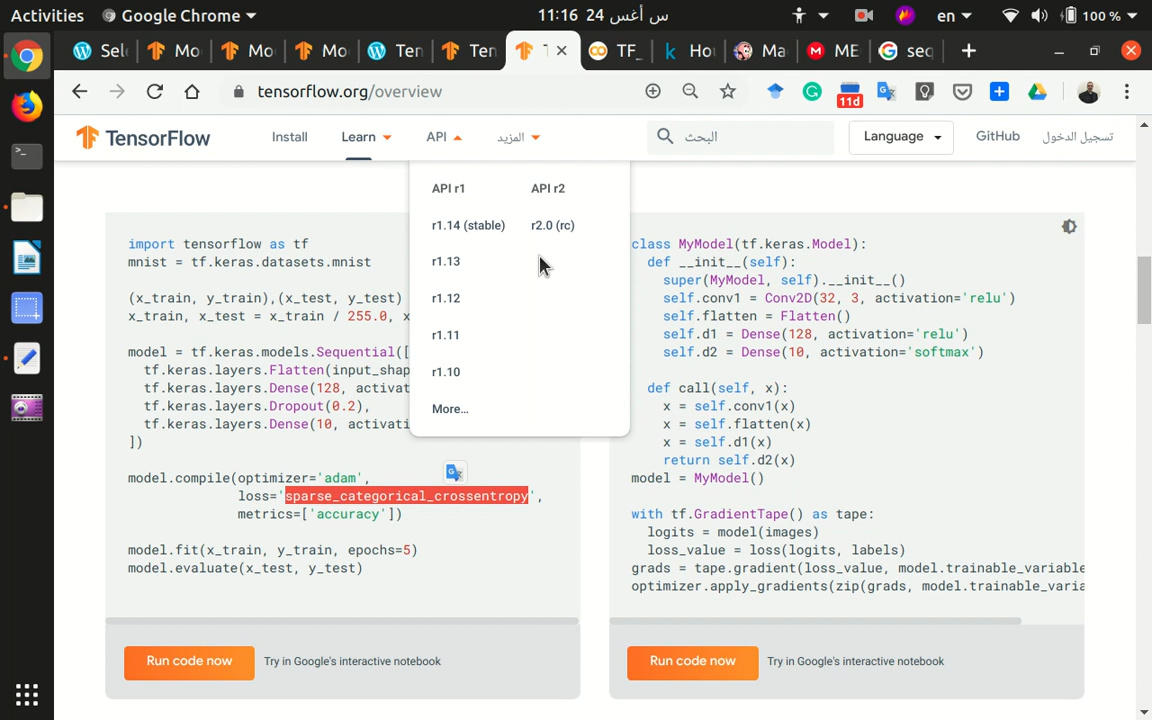 Activities
Google Chrome
س أغس 24 11:16
en
100 %
Sel
Mo
Mo
Mo
Ten
Ten
T
TF_
Ho
Ma
ME
seq
tensorflow.org/overview
11d
TensorFlow
Install
Learn
API
المزيد
البحث
Language
GitHub
تسجيل الدخول
API r1
API r2
r1.14 (stable)
r2.0 (rc)
r1.13
r1.12
r1.11
r1.10
More...
import tensorflow as tf
mnist = tf.keras.datasets.mnist
(x_train, y_train),(x_test, y_test)
x_train, x_test = x_train / 255.0, x
model = tf.keras.models.Sequential([
tf.keras.layers.Flatten(input_shap
tf.keras.layers.Dense(128, activat
tf.keras.layers.Dropout(0.2),
tf.keras.layers.Dense(10, activati
])
model.compile(optimizer='adam',
loss='sparse_categorical_crossentropy',
metrics=['accuracy'])
model.fit(x_train, y_train, epochs=5)
model.evaluate(x_test, y_test)
Run code now
Try in Google's interactive notebook
class MyModel(tf.keras.Model):
def __init__(self):
super(MyModel, self).__init__()
self.conv1 = Conv2D(32, 3, activation='relu')
self.flatten = Flatten()
self.d1 = Dense(128, activation='relu')
self.d2 = Dense(10, activation='softmax')
def call(self, x):
x = self.conv1(x)
x = self.flatten(x)
x = self.d1(x)
return self.d2(x)
model = MyModel()
with tf.GradientTape() as tape:
logits = model(images)
loss_value = loss(logits, labels)
grads = tape.gradient(loss_value, model.trainable_variable
optimizer.apply_gradients(zip(grads, model.trainable_varia
Run code now
Try in Google's interactive notebook